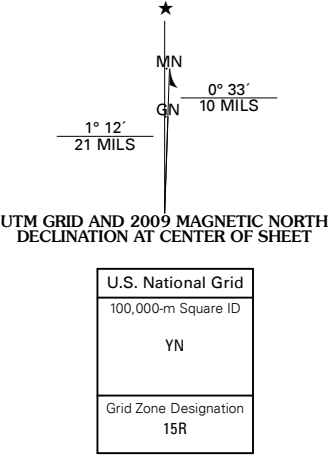 ★
MN
0° 33´
10 MILS
GN
1° 12´
21 MILS
UTM GRID AND 2009 MAGNETIC NORTH
DECLINATION AT CENTER OF SHEET
U.S. National Grid
100,000-m Square ID
YN
Grid Zone Designation
15R